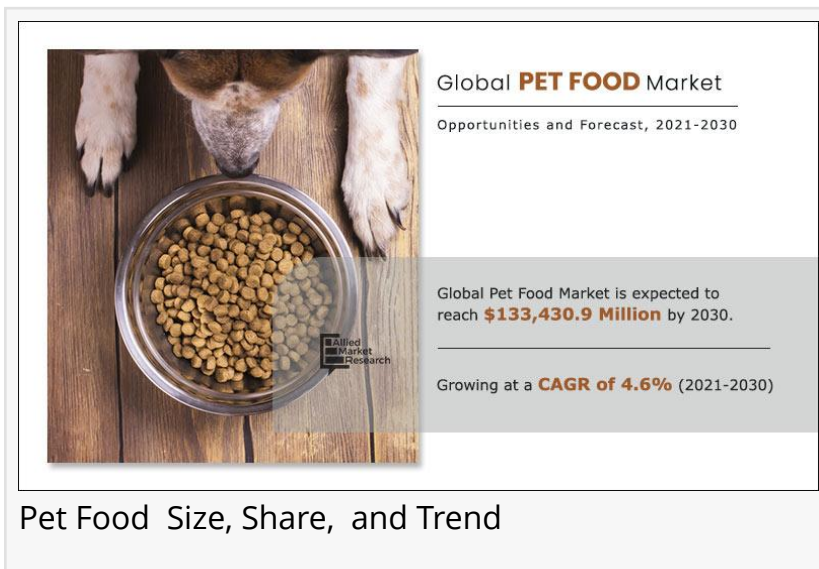 Global PET FOOD Market
Opportunities and Forecast, 2021-2030
Global Pet Food Market is expected to
reach $133,430.9 Million by 2030.
Allied
Market
Research
Growing at a CAGR of 4.6% (2021-2030)
Pet Food Size, Share, and Trend